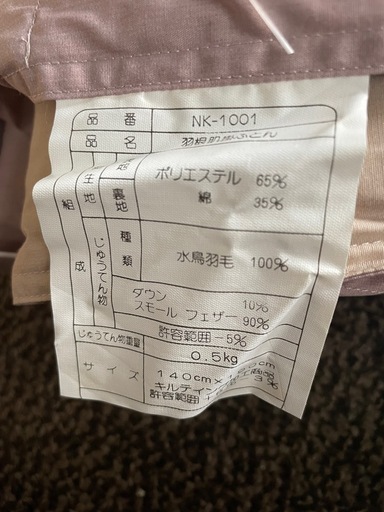 品番 NK-1001
品名 羽根肌掛ふとん
組成 生地 ポリエステル 65%
裏地 綿 35%
じゅうてん物 種類 水鳥羽毛 100%
ダウン 10%
スモール フェザー 90%
許容範囲 -5%
じゅうてん物重量 0.5kg
サイズ 140cm×
キルティング
許容範囲 3%